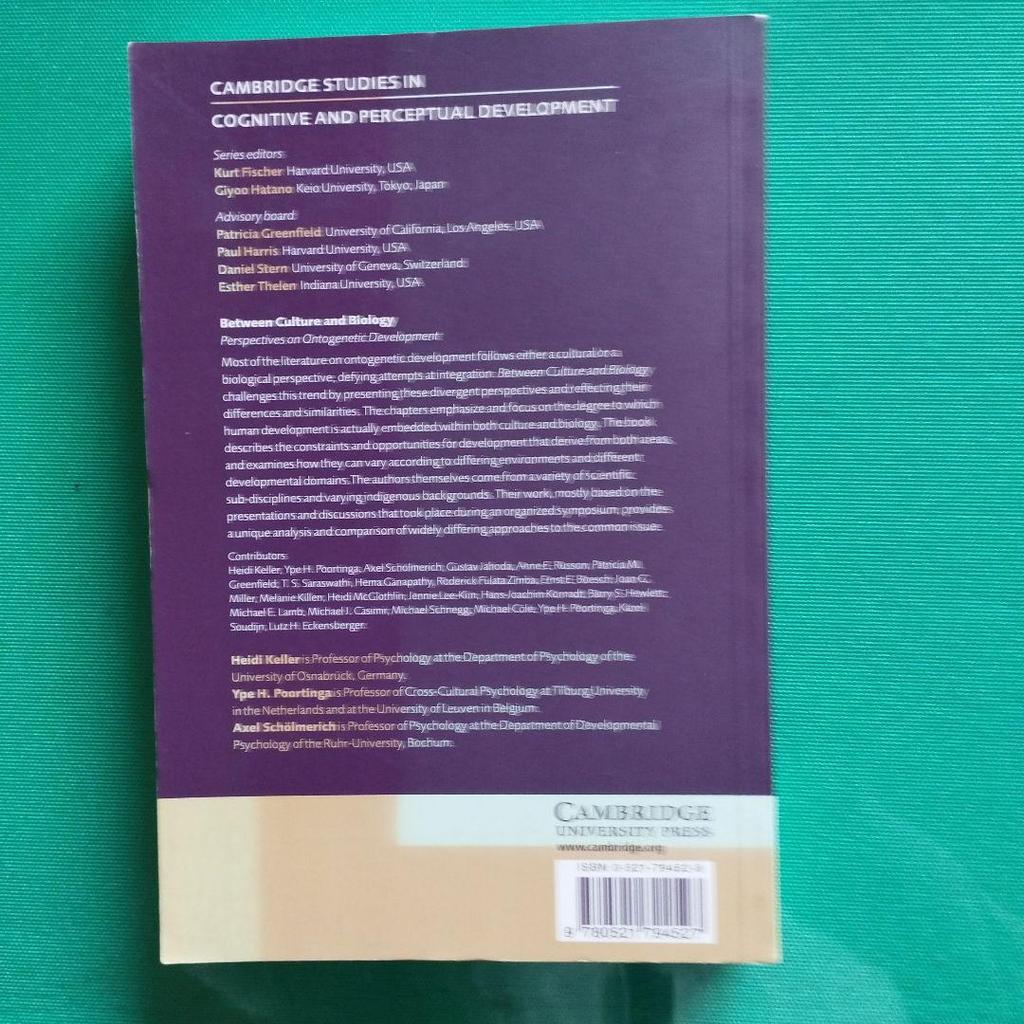 CAMBRIDGE STUDIES IN
COGNITIVE AND PERCEPTUAL DEVELOPMENT
Series editors
Kurt Fischer Harvard University, USA
Giyoo Hatano Keio University, Tokyo, Japan
Advisory board
Patricia Greenfield University of California, Los Angeles, USA
Paul Harris Harvard University, USA
Daniel Stern University of Geneva, Switzerland
Esther Thelen Indiana University, USA
Between Culture and Biology
Perspectives on Ontogenetic Development
Most of the literature on ontogenetic development follows either a cultural or a
biological perspective, defying attempts at integration. Between Culture and Biology
challenges this trend by presenting these divergent perspectives and reflecting their
differences and similarities. The chapters emphasize and focus on the degree to which
human development is actually embedded within both culture and biology. The book
describes the constraints and opportunities for development that derive from both areas,
and examines how they can vary according to differing environments and different
developmental domains. The authors themselves come from a variety of scientific
sub-disciplines and varying indigenous backgrounds. Their work, mostly based on the
presentations and discussions that took place during an organized symposium, provides
a unique analysis and comparison of widely differing approaches to the common issue.
Contributors
Heidi Keller, Ype H. Poortinga, Axel Schölmerich, Gustav Jahoda, Anne E. Russon, Patricia M.
Greenfield, T. S. Saraswathi, Hema Ganapathy, Roderick Fulata Zimba, Ernst E. Boesch, Joan G.
Miller, Melanie Killen, Heidi McGlothlin, Jennie Lee-Kim, Hans-Joachim Kornadt, Barry S. Hewlett,
Michael E. Lamb, Michael J. Casimir, Michael Schnegg, Michael Cole, Ype H. Poortinga, Karel
Soudijn, Lutz H. Eckensberger.
Heidi Keller is Professor of Psychology at the Department of Psychology of the
University of Osnabrück, Germany.
Ype H. Poortinga is Professor of Cross-Cultural Psychology at Tilburg University
in the Netherlands and at the University of Leuven in Belgium.
Axel Schölmerich is Professor of Psychology at the Department of Developmental
Psychology of the Ruhr-University, Bochum.
CAMBRIDGE
UNIVERSITY PRESS
www.cambridge.org
ISBN 0-521-79452-9
9 780521 794527